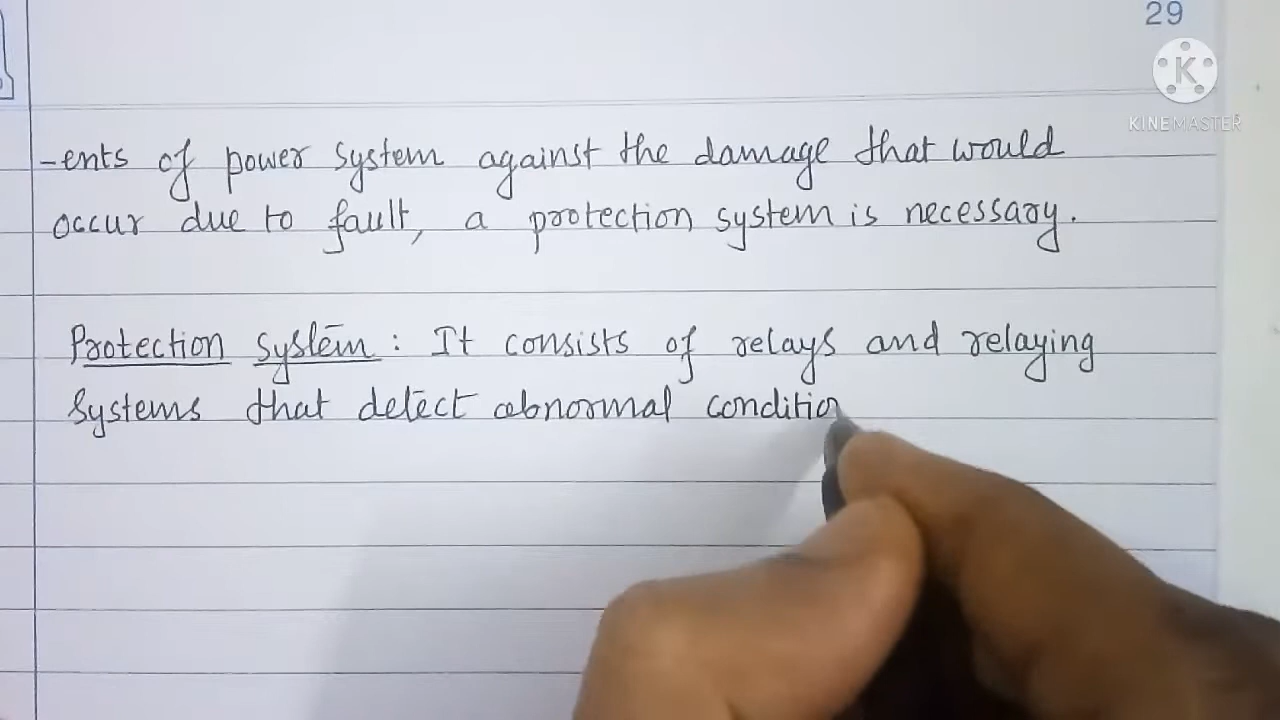 29
K
KINEMASTER
-ents of power system against the damage that would
occur due to fault, a protection system is necessary.
Protection system : It consists of relays and relaying
systems that detect abnormal conditio